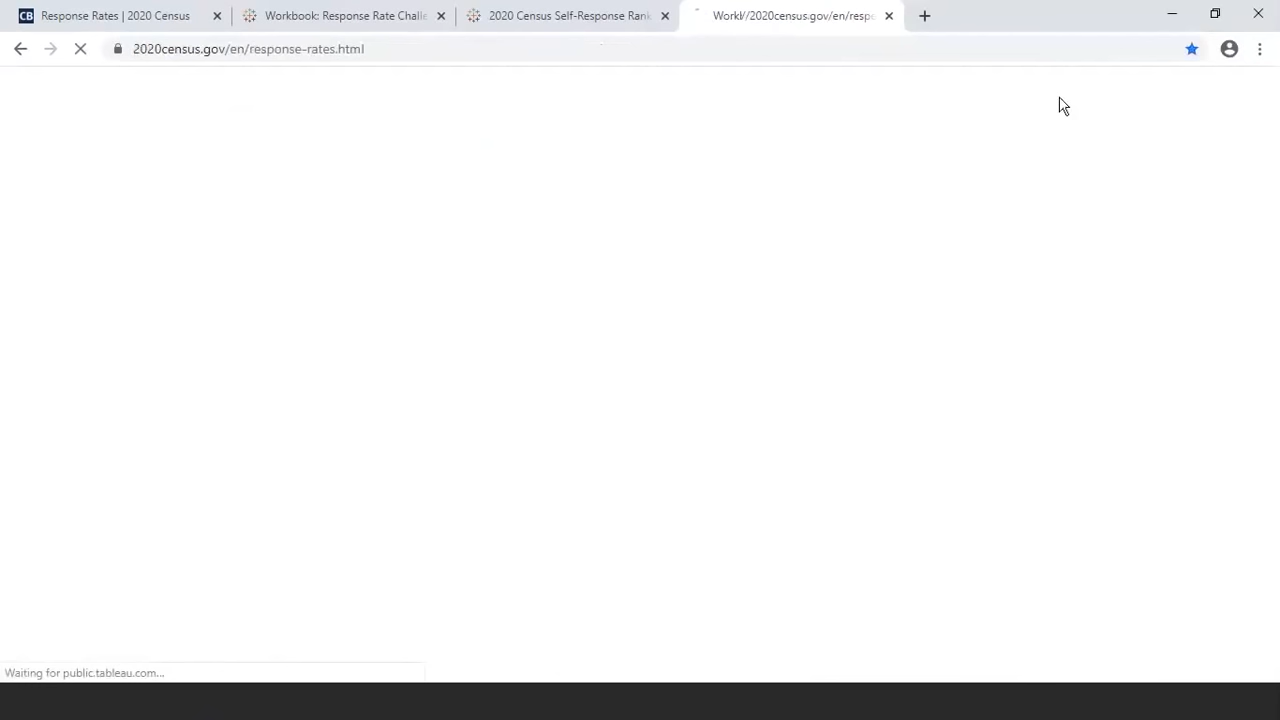 CB Response Rates | 2020 Census
Workbook: Response Rate Challe
2020 Census Self-Response Rank
Workl//2020census.gov/en/respo
2020census.gov/en/response-rates.html
Waiting for public.tableau.com...